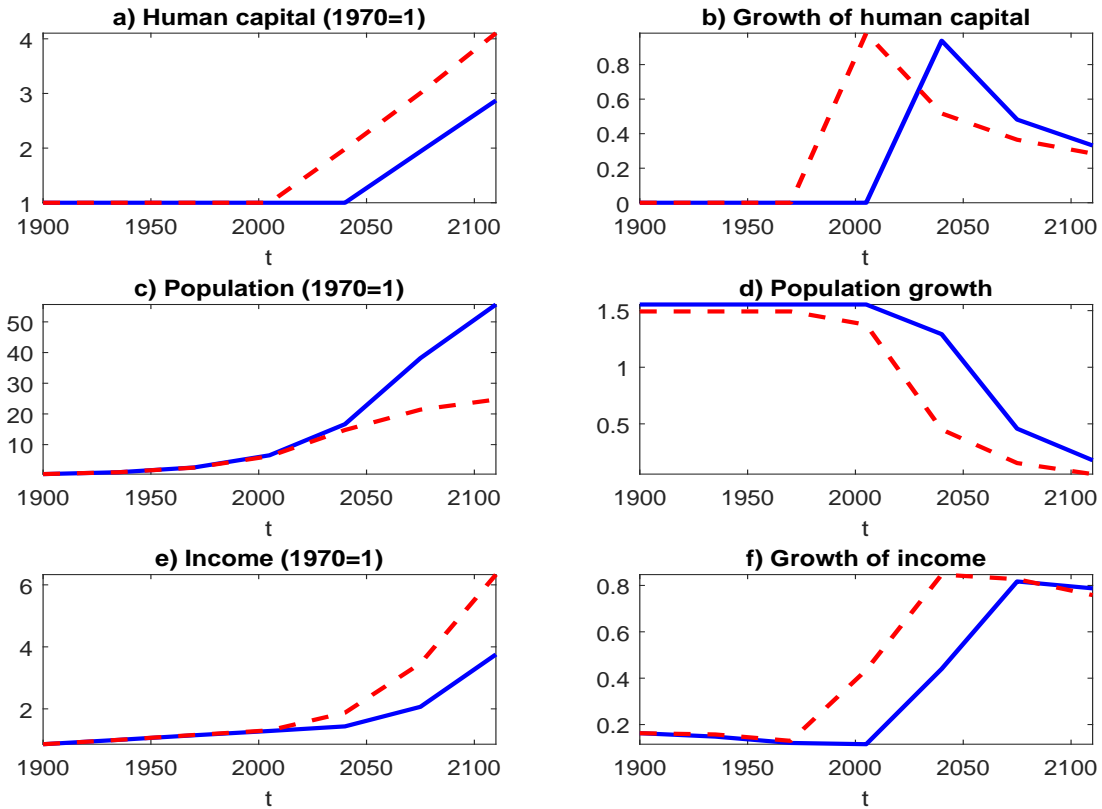 a) Human capital (1970=1)
4
3
2
1
1900 1950 2000 2050 2100
t
b) Growth of human capital
0.8
0.6
0.4
0.2
0
1900 1950 2000 2050 2100
t
c) Population (1970=1)
50
40
30
20
10
1900 1950 2000 2050 2100
t
d) Population growth
1.5
1
0.5
1900 1950 2000 2050 2100
t
e) Income (1970=1)
6
4
2
1900 1950 2000 2050 2100
t
f) Growth of income
0.8
0.6
0.4
0.2
1900 1950 2000 2050 2100
t